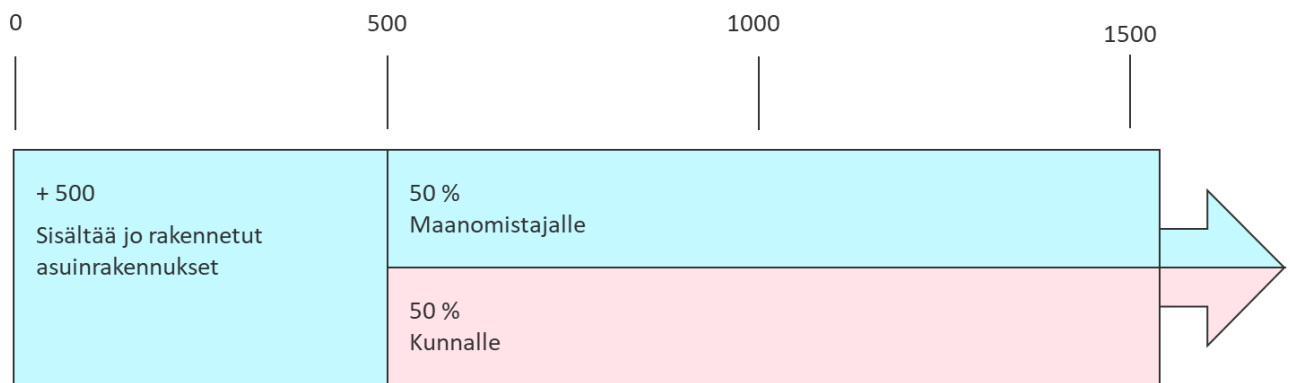 0
500
1000
1500
+ 500
Sisältää jo rakennetut
asuinrakennukset
50 %
Maanomistajalle
50 %
Kunnalle